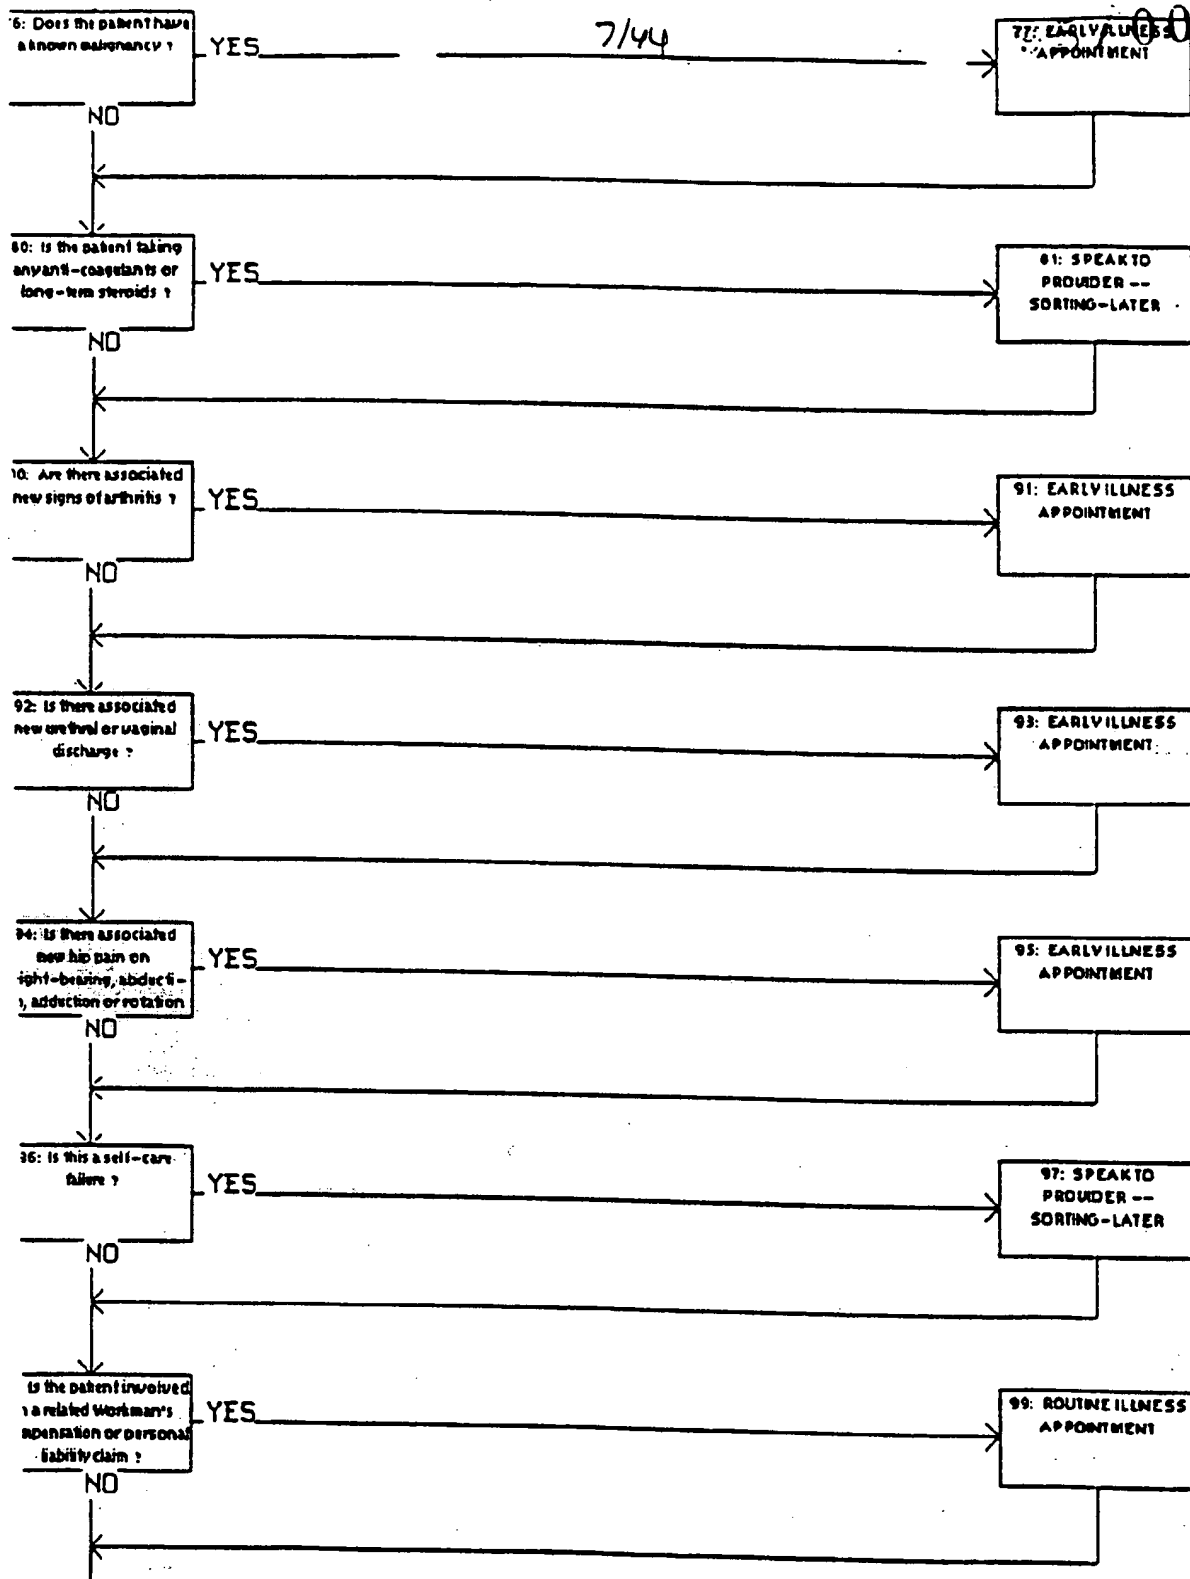 6: Does the patient have
a known malignancy ?
YES
7/44
77: EARLY ILLNESS
APPOINTMENT
NO
80: Is the patient taking
any anti-coagelants or
long-term steroids ?
YES
81: SPEAK TO
PROVIDER --
SORTING-LATER
NO
90: Are there associated
new signs of arthritis ?
YES
91: EARLY ILLNESS
APPOINTMENT
NO
92: Is there associated
new urethral or vaginal
discharge ?
YES
93: EARLY ILLNESS
APPOINTMENT
NO
94: Is there associated
new hip pain on
ight-bearing, abducti-
, adduction or rotation
YES
95: EARLY ILLNESS
APPOINTMENT
NO
96: Is this a self-care
failure ?
YES
97: SPEAK TO
PROVIDER --
SORTING-LATER
NO
Is the patient involved
a related Workman's
mpensation or personal
liability claim ?
YES
99: ROUTINE ILLNESS
APPOINTMENT
NO